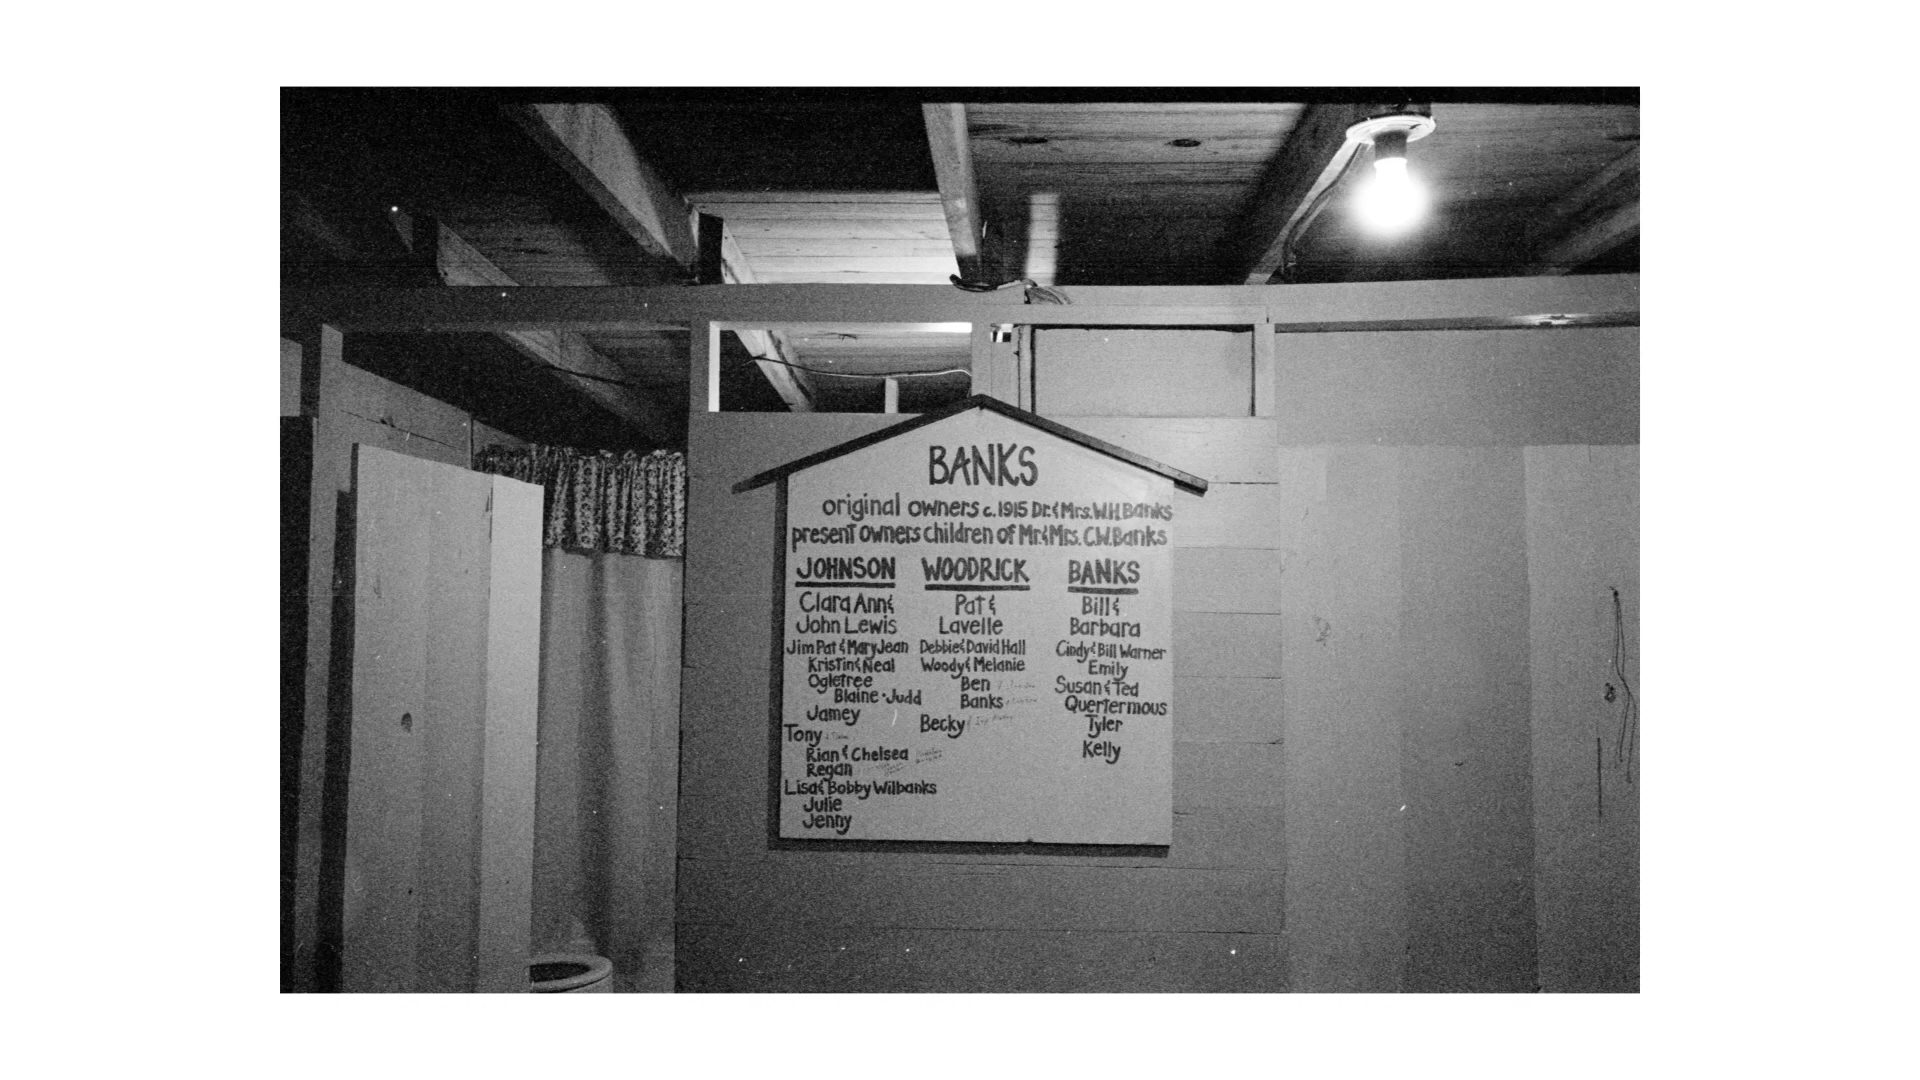 BANKS
original owners c. 1915 Dr. & Mrs. W.H. Banks
present owners children of Mr. & Mrs. C.W. Banks
JOHNSON
Clara Ann &
John Lewis
Jim Pat & Mary Jean
Kristin & Neal
Ogletree
Blaine · Judd
Jamey
Tony
Rian & Chelsea
Regan
Lisa & Bobby Wilbanks
Julie
Jenny
WOODRICK
Pat &
Lavelle
Debbie & David Hall
Woody & Melanie
Ben
Banks
Becky
BANKS
Bill &
Barbara
Cindy & Bill Warner
Emily
Susan & Ted
Quertermous
Tyler
Kelly